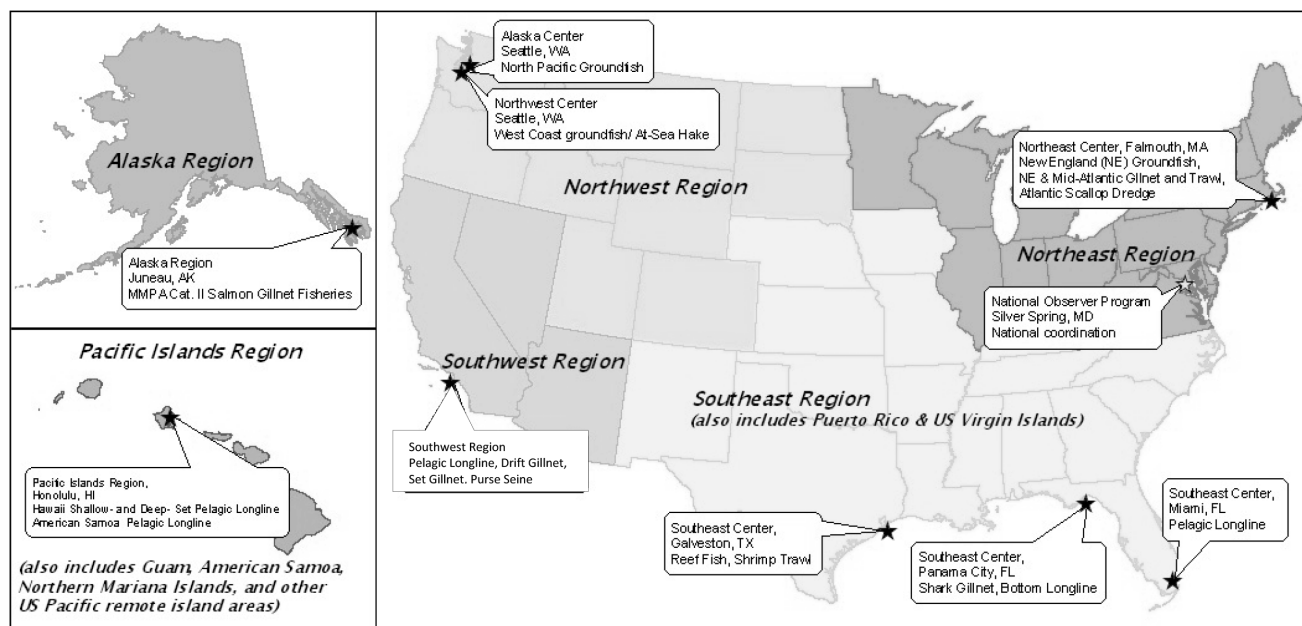 Alaska Region
Alaska Region
Juneau, AK
MMPA Cat. II Salmon Gillnet Fisheries
Pacific Islands Region
Pacific Islands Region,
Honolulu, HI
Hawaii Shallow- and Deep- Set Pelagic Longline
American Samoa Pelagic Longline
(also includes Guam, American Samoa,
Northern Mariana Islands, and other
US Pacific remote island areas)
Alaska Center
Seattle, WA
North Pacific Groundfish
Northwest Center
Seattle, WA
West Coast groundfish/ At-Sea Hake
Northwest Region
Northeast Center, Falmouth, MA
New England (NE) Groundfish,
NE & Mid-Atlantic Gllnet and Trawl,
Atlantic Scallop Dredge
Northeast Region
National Observer Program
Silver Spring, MD
National coordination
Southwest Region
Southwest Region
Pelagic Longline, Drift Gillnet,
Set Gillnet. Purse Seine
Southeast Region
(also includes Puerto Rico & US Virgin Islands)
Southeast Center,
Galveston, TX
Reef Fish, Shrimp Trawl
Southeast Center,
Panama City, FL
Shark Gillnet, Bottom Longline
Southeast Center,
Miami, FL
Pelagic Longline